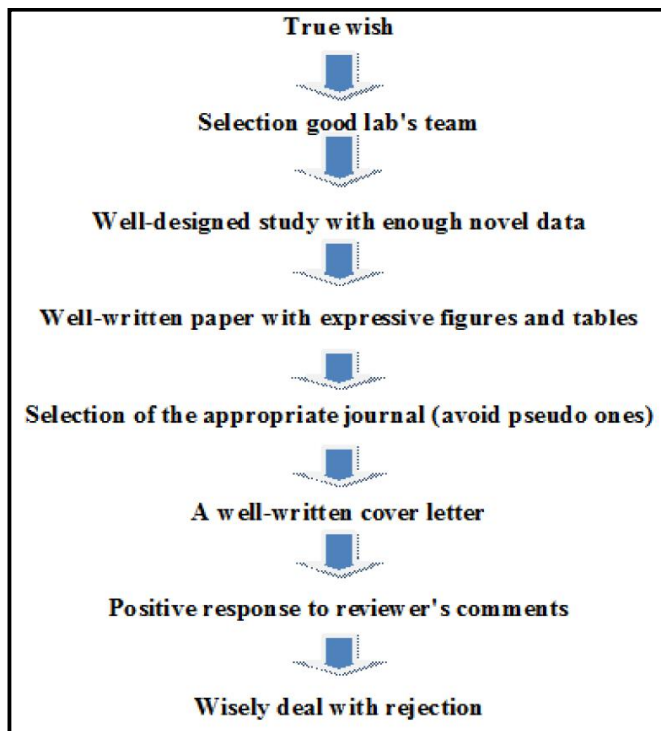 True wish
Selection good lab's team
Well-designed study with enough novel data
Well-written paper with expressive figures and tables
Selection of the appropriate journal (avoid pseudo ones)
A well-written cover letter
Positive response to reviewer's comments
Wisely deal with rejection